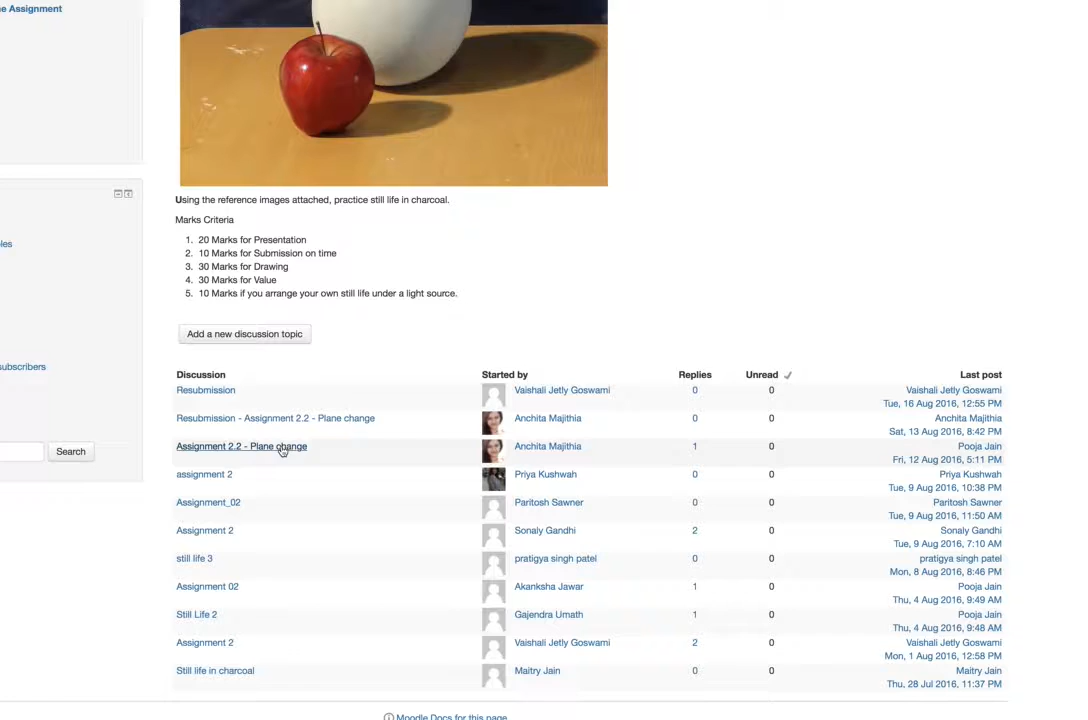 e Assignment
les
subscribers
Search
Using the reference images attached, practice still life in charcoal.
Marks Criteria
1. 20 Marks for Presentation
2. 10 Marks for Submission on time
3. 30 Marks for Drawing
4. 30 Marks for Value
5. 10 Marks if you arrange your own still life under a light source.
Add a new discussion topic
Discussion Started by Replies Unread Last post
Resubmission Vaishali Jetly Goswami 0 0 Vaishali Jetly Goswami
Tue, 16 Aug 2016, 12:55 PM
Resubmission - Assignment 2.2 - Plane change Anchita Majithia 0 0 Anchita Majithia
Sat, 13 Aug 2016, 8:42 PM
Assignment 2.2 - Plane change Anchita Majithia 1 0 Pooja Jain
Fri, 12 Aug 2016, 5:11 PM
assignment 2 Priya Kushwah 0 0 Priya Kushwah
Tue, 9 Aug 2016, 10:38 PM
Assignment_02 Paritosh Sawner 0 0 Paritosh Sawner
Tue, 9 Aug 2016, 11:50 AM
Assignment 2 Sonaly Gandhi 2 0 Sonaly Gandhi
Tue, 9 Aug 2016, 7:10 AM
still life 3 pratigya singh patel 0 0 pratigya singh patel
Mon, 8 Aug 2016, 8:46 PM
Assignment 02 Akanksha Jawar 1 0 Pooja Jain
Thu, 4 Aug 2016, 9:49 AM
Still Life 2 Gajendra Umath 1 0 Pooja Jain
Thu, 4 Aug 2016, 9:48 AM
Assignment 2 Vaishali Jetly Goswami 2 0 Vaishali Jetly Goswami
Mon, 1 Aug 2016, 12:58 PM
Still life in charcoal Maitry Jain 0 0 Maitry Jain
Thu, 28 Jul 2016, 11:37 PM
Moodle Docs for this page